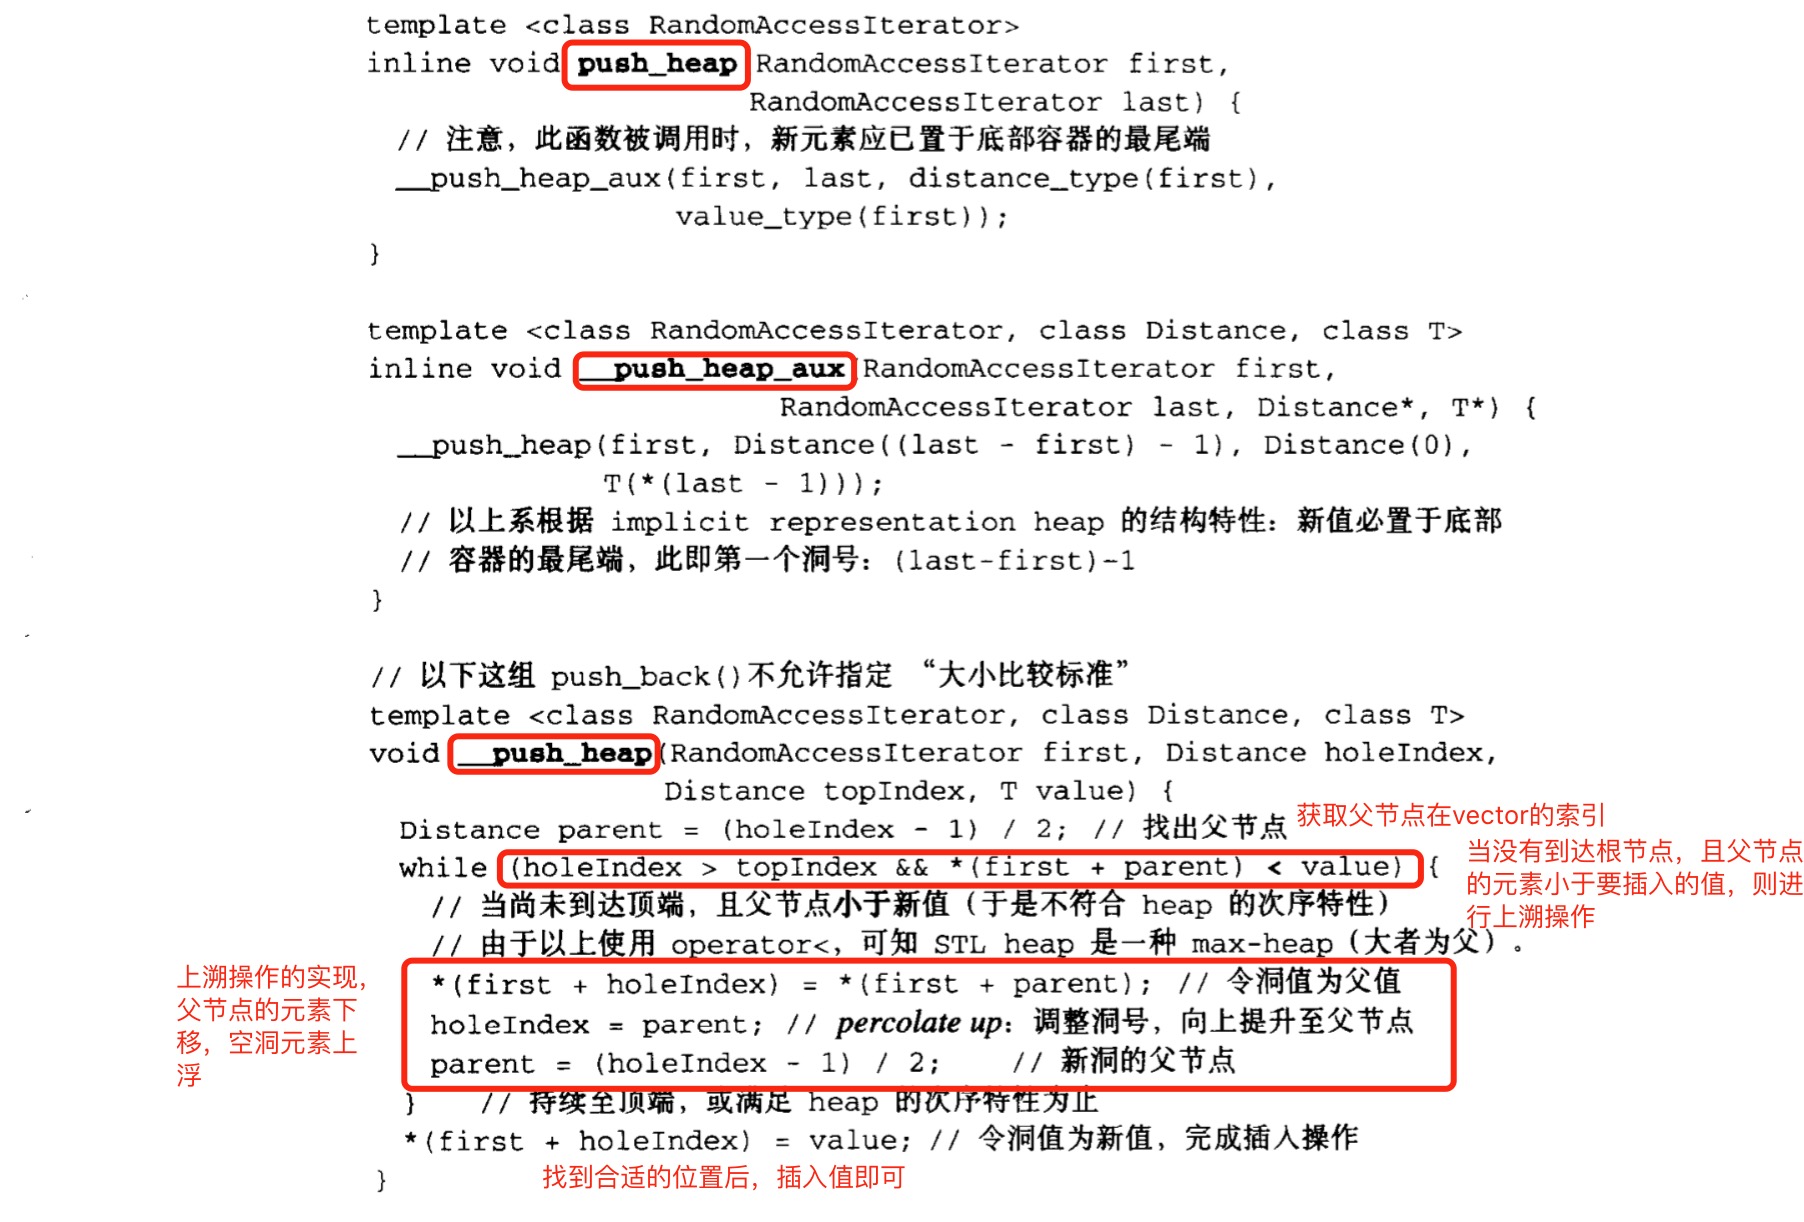 template <class RandomAccessIterator>
inline void push_heap RandomAccessIterator first,
RandomAccessIterator last) {
// 注意，此函数被调用时，新元素应已置于底部容器的最尾端
__push_heap_aux(first, last, distance_type(first),
value_type(first));
}
template <class RandomAccessIterator, class Distance, class T>
inline void __push_heap_aux(RandomAccessIterator first,
RandomAccessIterator last, Distance*, T*) {
__push_heap(first, Distance((last - first) - 1), Distance(0),
T(*(last - 1)));
// 以上系根据 implicit representation heap 的结构特性：新值必置于底部
// 容器的最尾端，此即第一个洞号：(last-first)-1
}
// 以下这组 push_back()不允许指定 “大小比较标准”
template <class RandomAccessIterator, class Distance, class T>
void __push_heap(RandomAccessIterator first, Distance holeIndex,
Distance topIndex, T value) {
Distance parent = (holeIndex - 1) / 2; // 找出父节点
获取父节点在vector的索引
while (holeIndex > topIndex && *(first + parent) < value) {
当没有到达根节点，且父节点
的元素小于要插入的值，则进
行上溯操作
// 当尚未到达顶端，且父节点小于新值（于是不符合 heap 的次序特性）
// 由于以上使用 operator<，可知 STL heap 是一种 max-heap（大者为父）。
上溯操作的实现，
父节点的元素下
移，空洞元素上
浮
*(first + holeIndex) = *(first + parent); // 令洞值为父值
holeIndex = parent; // percolate up：调整洞号，向上提升至父节点
parent = (holeIndex - 1) / 2; // 新洞的父节点
} // 持续至顶端，或满足 heap 的次序特性为止
*(first + holeIndex) = value; // 令洞值为新值，完成插入操作
找到合适的位置后，插入值即可
}